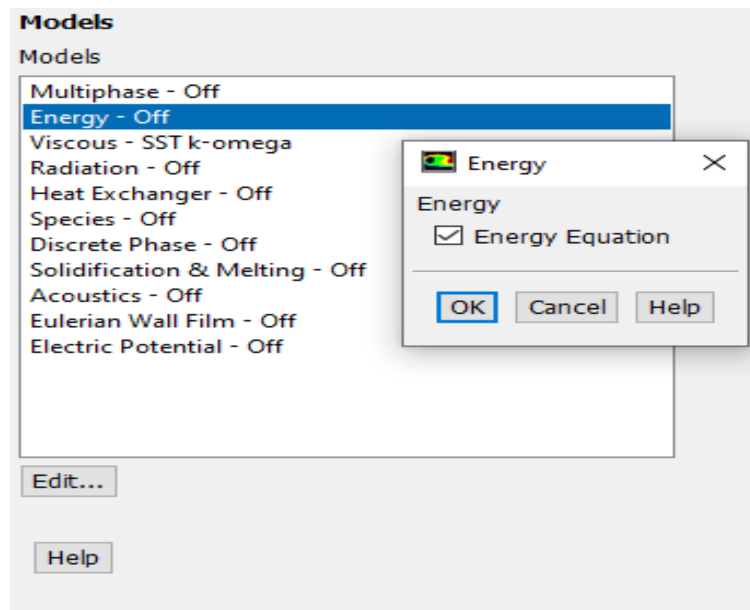 Models
Models
Multiphase - Off
Energy - Off
Viscous - SST k-omega
Radiation - Off
Heat Exchanger - Off
Species - Off
Discrete Phase - Off
Solidification & Melting - Off
Acoustics - Off
Eulerian Wall Film - Off
Electric Potential - Off
Edit...
Help
Energy
Energy
Energy Equation
OK Cancel Help